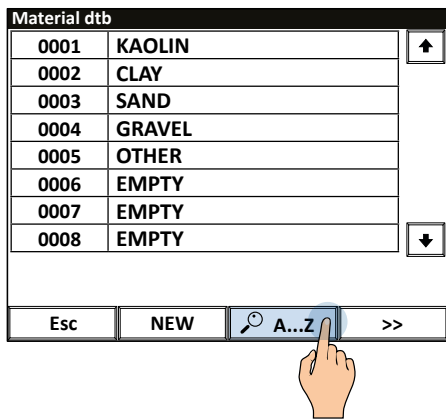 Material dtb
0001 KAOLIN
0002 CLAY
0003 SAND
0004 GRAVEL
0005 OTHER
0006 EMPTY
0007 EMPTY
0008 EMPTY
Esc NEW A...Z >>